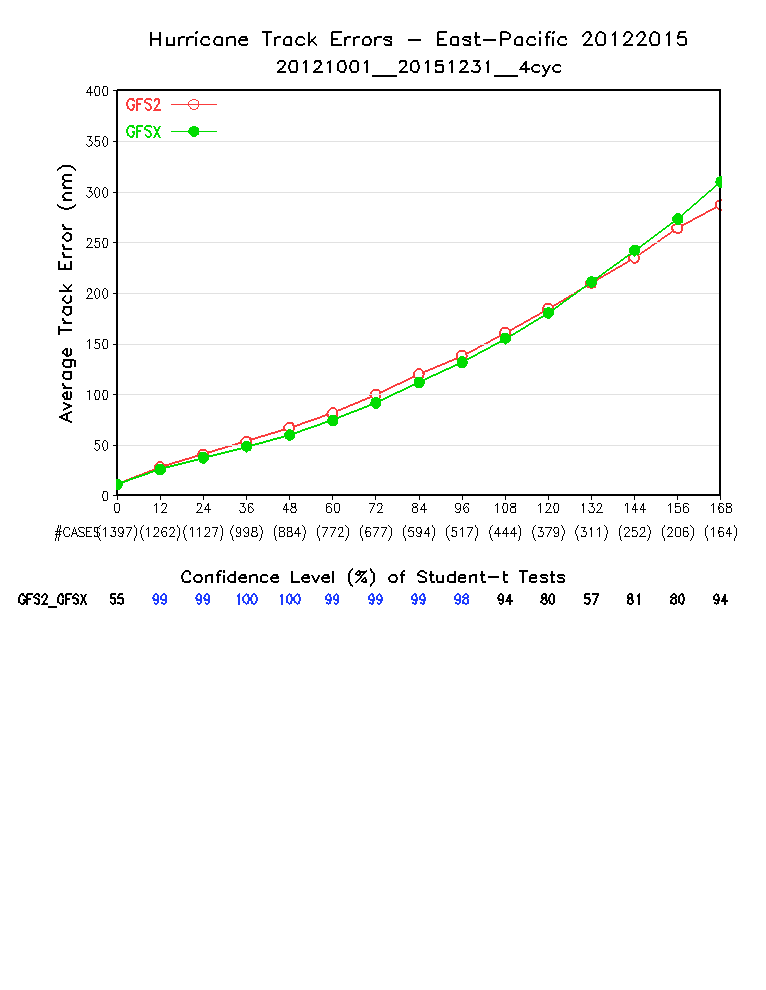 Hurricane Track Errors - East-Pacific 20122015
20121001__20151231__4cyc
400
GFS2
GFSX
350
300
250
200
150
100
50
0
Average Track Error (nm)
0 12 24 36 48 60 72 84 96 108 120 132 144 156 168
#CASES(1397)(1262)(1127) (998) (884) (772) (677) (594) (517) (444) (379) (311) (252) (206) (164)
Confidence Level (%) of Student-t Tests
GFS2_GFSX 55 99 99 100 100 99 99 99 98 94 80 57 81 80 94